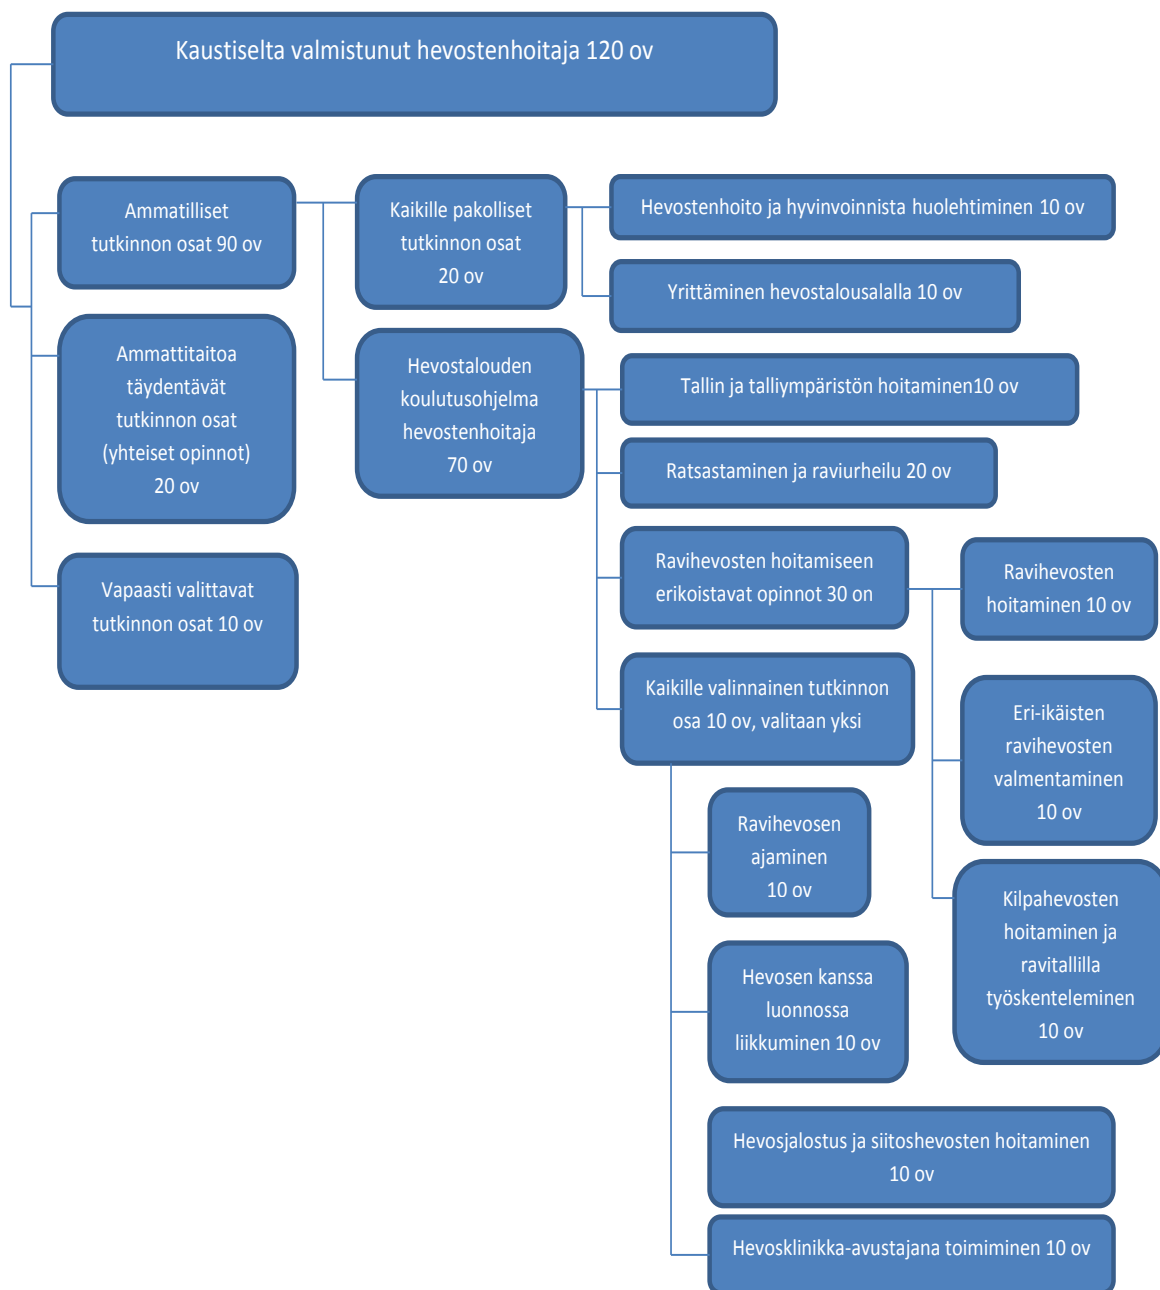 Kaustiselta valmistunut hevostenhoitaja 120 ov
Ammatilliset
tutkinnon osat 90 ov
Kaikille pakolliset
tutkinnon osat
20 ov
Hevostenhoito ja hyvinvoinnista huolehtiminen 10 ov
Yrittäminen hevostalousalalla 10 ov
Ammattitaitoa
täydentävät
tutkinnon osat
(yhteiset opinnot)
20 ov
Hevostalouden
koulutusohjelma
hevostenhoitaja
70 ov
Tallin ja talliympäristön hoitaminen10 ov
Ratsastaminen ja raviurheilu 20 ov
Vapaasti valittavat
tutkinnon osat 10 ov
Ravihevosten hoitamiseen
erikoistavat opinnot 30 on
Ravihevosten
hoitaminen 10 ov
Kaikille valinnainen tutkinnon
osa 10 ov, valitaan yksi
Eri-ikäisten
ravihevosten
valmentaminen
10 ov
Ravihevosen
ajaminen
10 ov
Kilpahevosten
hoitaminen ja
ravitallilla
työskenteleminen
10 ov
Hevosen kanssa
luonnossa
liikkuminen 10 ov
Hevosjalostus ja siitoshevosten hoitaminen
10 ov
Hevosklinikka-avustajana toimiminen 10 ov